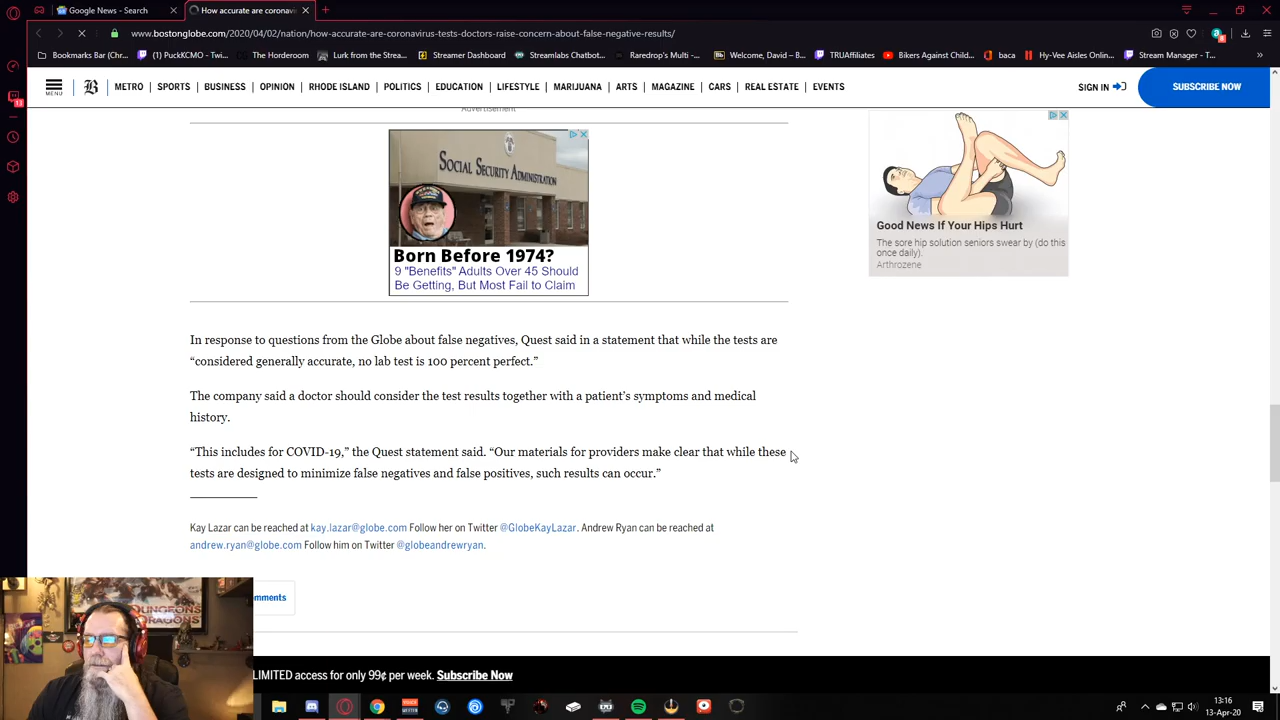 Google News - Search
How accurate are coronavi
www.bostonglobe.com/2020/04/02/nation/how-accurate-are-coronavirus-tests-doctors-raise-concern-about-false-negative-results/
Bookmarks Bar (Chr...
(1) PuckKCMO - Twi...
The Horderoom
Lurk from the Strea...
Streamer Dashboard
Streamlabs Chatbot...
Raredrop's Multi -...
Welcome, David – B...
TRUAffiliates
Bikers Against Child...
baca
Hy-Vee Aisles Onlin...
Stream Manager - T...
MENU
B
METRO
SPORTS
BUSINESS
OPINION
RHODE ISLAND
POLITICS
EDUCATION
LIFESTYLE
MARIJUANA
ARTS
MAGAZINE
CARS
REAL ESTATE
EVENTS
SIGN IN
SUBSCRIBE NOW
Advertisement
SOCIAL SECURITY ADMINISTRATION
Born Before 1974?
9 "Benefits" Adults Over 45 Should
Be Getting, But Most Fail to Claim
Good News If Your Hips Hurt
The sore hip solution seniors swear by (do this
once daily).
Arthrozene
In response to questions from the Globe about false negatives, Quest said in a statement that while the tests are
“considered generally accurate, no lab test is 100 percent perfect.”
The company said a doctor should consider the test results together with a patient’s symptoms and medical
history.
“This includes for COVID-19,” the Quest statement said. “Our materials for providers make clear that while these
tests are designed to minimize false negatives and false positives, such results can occur.”
Kay Lazar can be reached at kay.lazar@globe.com Follow her on Twitter @GlobeKayLazar. Andrew Ryan can be reached at
andrew.ryan@globe.com Follow him on Twitter @globeandrewryan.
mments
DUNGEONS
DRAGONS
LIMITED access for only 99¢ per week. Subscribe Now
13:16
13-Apr-20